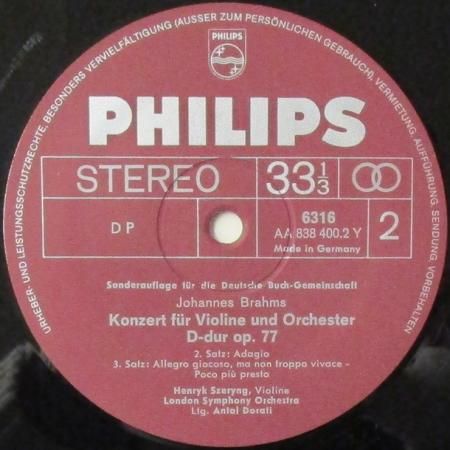 URHEBER- UND LEISTUNGSSCHUTZRECHTE, BESONDERS VERVIELFÄLTIGUNG (AUSSER ZUM PERSÖNLICHEN GEBRAUCH), VERMIETUNG, AUFFÜHRUNG, SENDUNG, VORBEHALTEN
PHILIPS
PHILIPS
STEREO 33 1/3
DP
6316
AA 838 400.2 Y
Made in Germany
2
Sonderauflage für die Deutsche Buch-Gemeinschaft
Johannes Brahms
Konzert für Violine und Orchester
D-dur op. 77
2. Satz: Adagio
3. Satz: Allegro giocoso, ma non troppo vivace -
Poco più presto
Henryk Szeryng, Violine
London Symphony Orchestra
Ltg. Antal Dorati